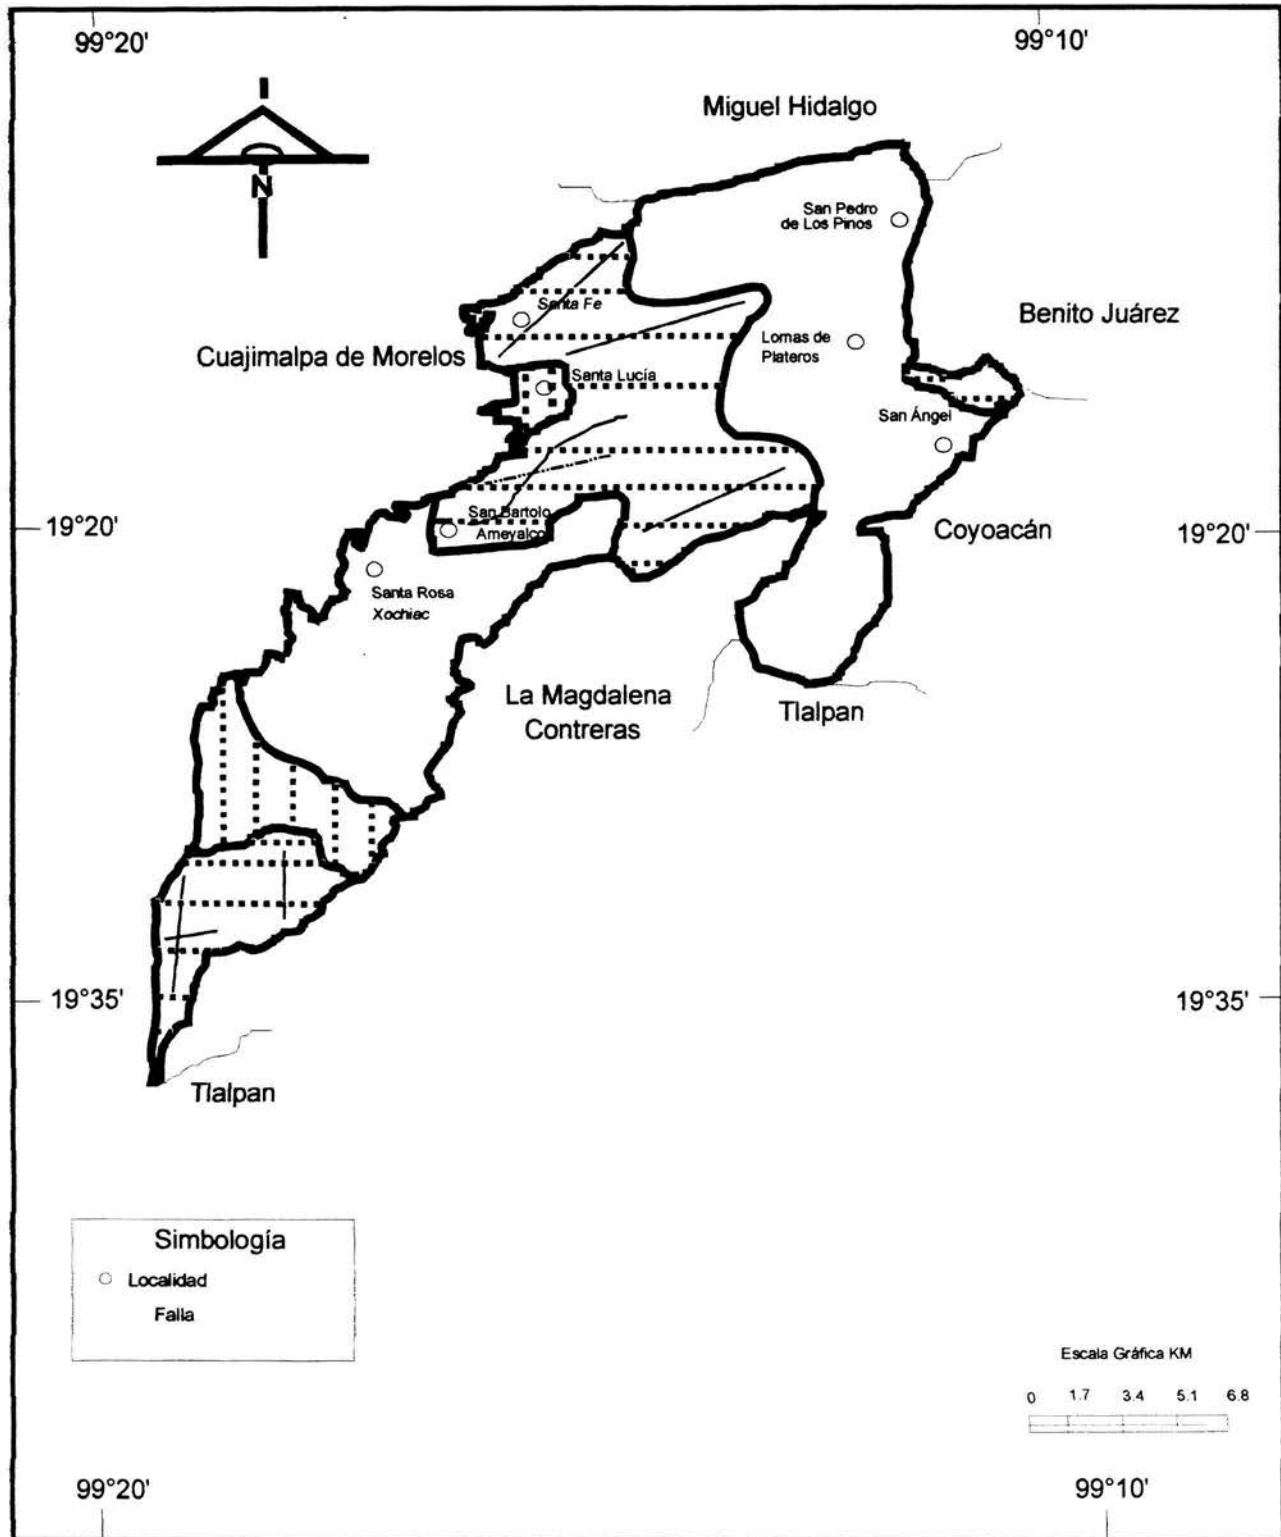 99°20'
99°10'
Miguel Hidalgo
N
San Pedro
de Los Pinos
Santa Fe
Benito Juárez
Lomas de
Plateros
Cuajimalpa de Morelos
Santa Lucía
San Ángel
19°20'
San Bartolo
Ameyalco
Coyoacán
19°20'
Santa Rosa
Xochiac
La Magdalena
Contreras
Tlalpan
19°35'
19°35'
Tlalpan
Simbología
Localidad
Falla
Escala Gráfica KM
0 1.7 3.4 5.1 6.8
99°20'
99°10'